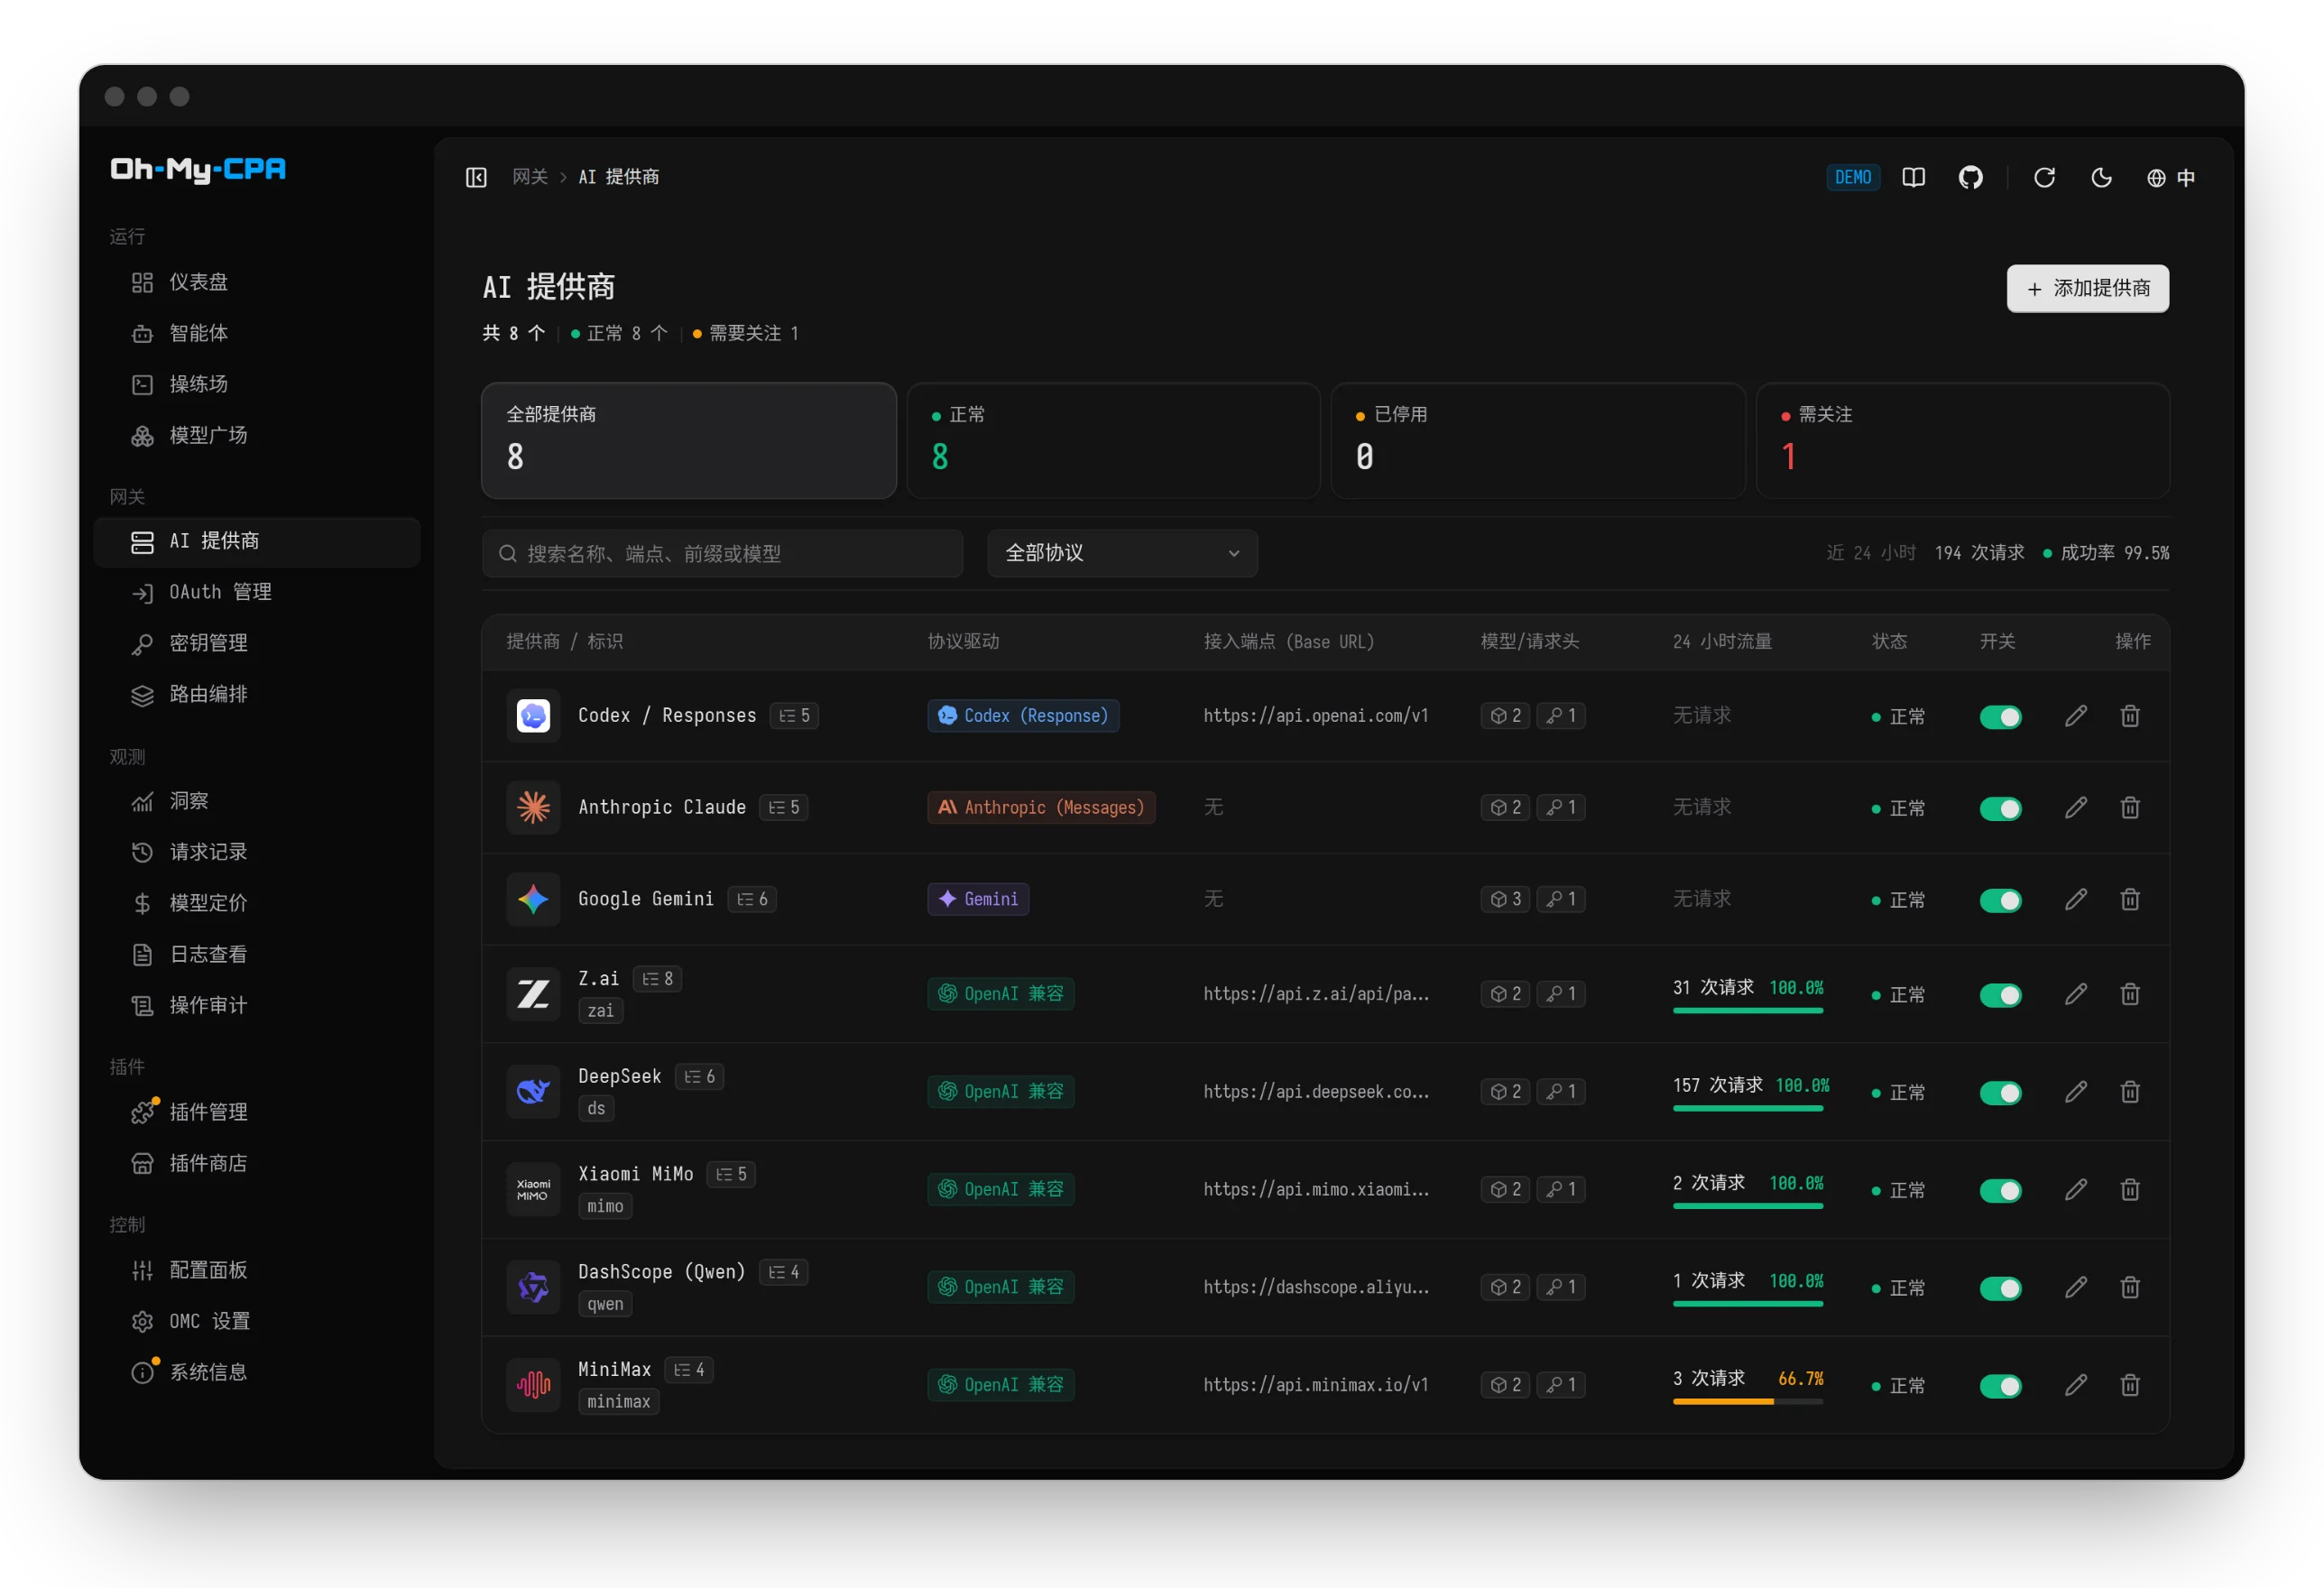 Oh-My-CPA
运行
仪表盘
智能体
操练场
模型广场
网关
AI 提供商
OAuth 管理
密钥管理
路由编排
观测
洞察
请求记录
模型定价
日志查看
操作审计
插件
插件管理
插件商店
控制
配置面板
OMC 设置
系统信息
网关 > AI 提供商
DEMO 中
AI 提供商
添加提供商
共 8 个 正常 8 个 需要关注 1
全部提供商 正常 已停用 需关注
8 8 0 1
搜索名称、端点、前缀或模型 全部协议 近 24 小时 194 次请求 成功率 99.5%
提供商 / 标识 协议驱动 接入端点 (Base URL) 模型/请求头 24 小时流量 状态 开关 操作
Codex / Responses 5 Codex (Response) https://api.openai.com/v1 2 1 无请求 正常
Anthropic Claude 5 Anthropic (Messages) 无 2 1 无请求 正常
Google Gemini 6 Gemini 无 3 1 无请求 正常
Z.ai 8 OpenAI 兼容 https://api.z.ai/api/pa... 2 1 31 次请求 100.0% 正常
zai
DeepSeek 6 OpenAI 兼容 https://api.deepseek.co... 2 1 157 次请求 100.0% 正常
ds
Xiaomi MiMo 5 OpenAI 兼容 https://api.mimo.xiaomi... 2 1 2 次请求 100.0% 正常
Xiaomi MiMO mimo
DashScope (Qwen) 4 OpenAI 兼容 https://dashscope.aliyu... 2 1 1 次请求 100.0% 正常
qwen
MiniMax 4 OpenAI 兼容 https://api.minimax.io/v1 2 1 3 次请求 66.7% 正常
minimax